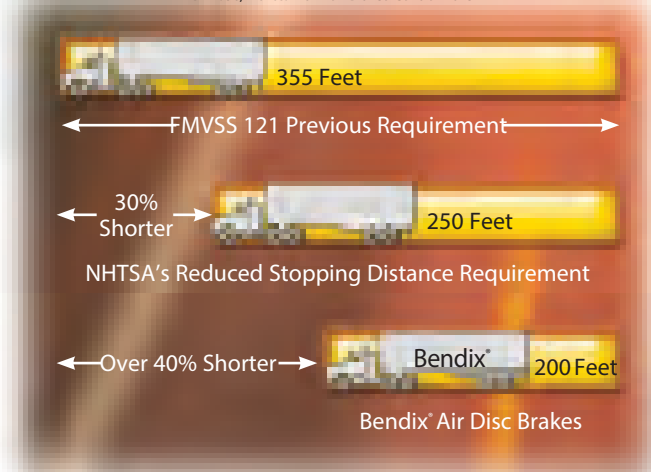 355 Feet
FMVSS 121 Previous Requirement
30%
Shorter
250 Feet
NHTSA's Reduced Stopping Distance Requirement
Over 40% Shorter
Bendix®
200 Feet
Bendix® Air Disc Brakes